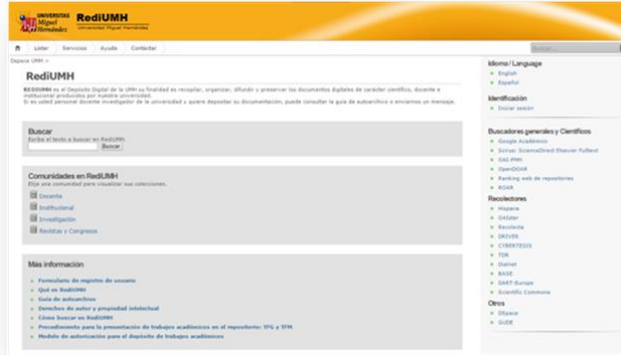 UNIVERSITAS
Miguel
Hernández
RediUMH
Universitas Miguel Hernández
Listar Servicios Ayuda Contactar
Buscar...
Dspace UMH >
RediUMH
REDIUMH es el Depósito Digital de la UMH su finalidad es recopilar, organizar, difundir y preservar los documentos digitales de carácter científico, docente e
institucional producidos por nuestra universidad.
Si es usted personal docente investigador de la universidad y quiere depositar su documentación, puede consultar la guía de autoarchivo o enviarnos un mensaje.
Buscar
Escriba el texto a buscar en RediUMH.
Buscar
Comunidades en RediUMH
Elija una comunidad para visualizar sus colecciones.
Docente
Institucional
Investigación
Revistas y Congresos
Más información
Formulario de registro de usuario
Qué es RediUMH
Guía de autoarchivo
Derechos de autor y propiedad intelectual
Cómo buscar en RediUMH
Procedimiento para la presentación de trabajos académicos en el repositorio: TFG y TFM
Modelo de autorización para el depósito de trabajos académicos
Idioma / Language
English
Español
Identificación
Iniciar sesión
Buscadores generales y Científicos
Google Académico
Scirus: ScienceDirect Elsevier Fulltext
OAI-PMH
OpenDOAR
Ranking web de repositorios
ROAR
Recolectores
Hispana
OAIster
Recolecta
DRIVER
CYBERTESIS
TDR
Dialnet
BASE
DART-Europe
Scientific Commons
Otros
DSpace
GUDE